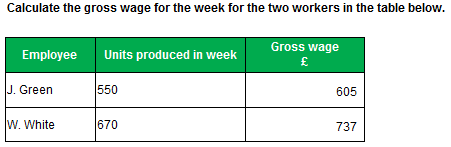 Calculate the gross wage for the week for the two workers in the table below.
Employee Units produced in week Gross wage
£
J. Green 550 605
W. White 670 737